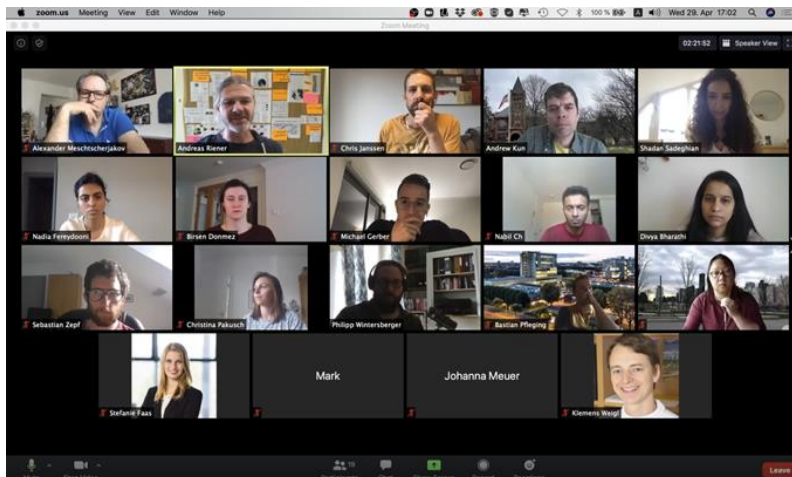 zoom.us Meeting View Edit Window Help 100 % Wed 29. Apr 17:02
Zoom Meeting
02:21:52 Speaker View
Alexander Meschtscherjakov
Andreas Riener
Chris Janssen
Andrew Kun
Shadan Sadeghian
Nadia Fereydooni
Birsen Donmez
Michael Gerber
Nabil Ch
Divya Bharathi
Sebastian Zepf
Christina Pakusch
Philipp Wintersberger
Bastian Pfleging
Stefanie Faas
Mark
Johanna Meuer
Klemens Weigl
19
Leave